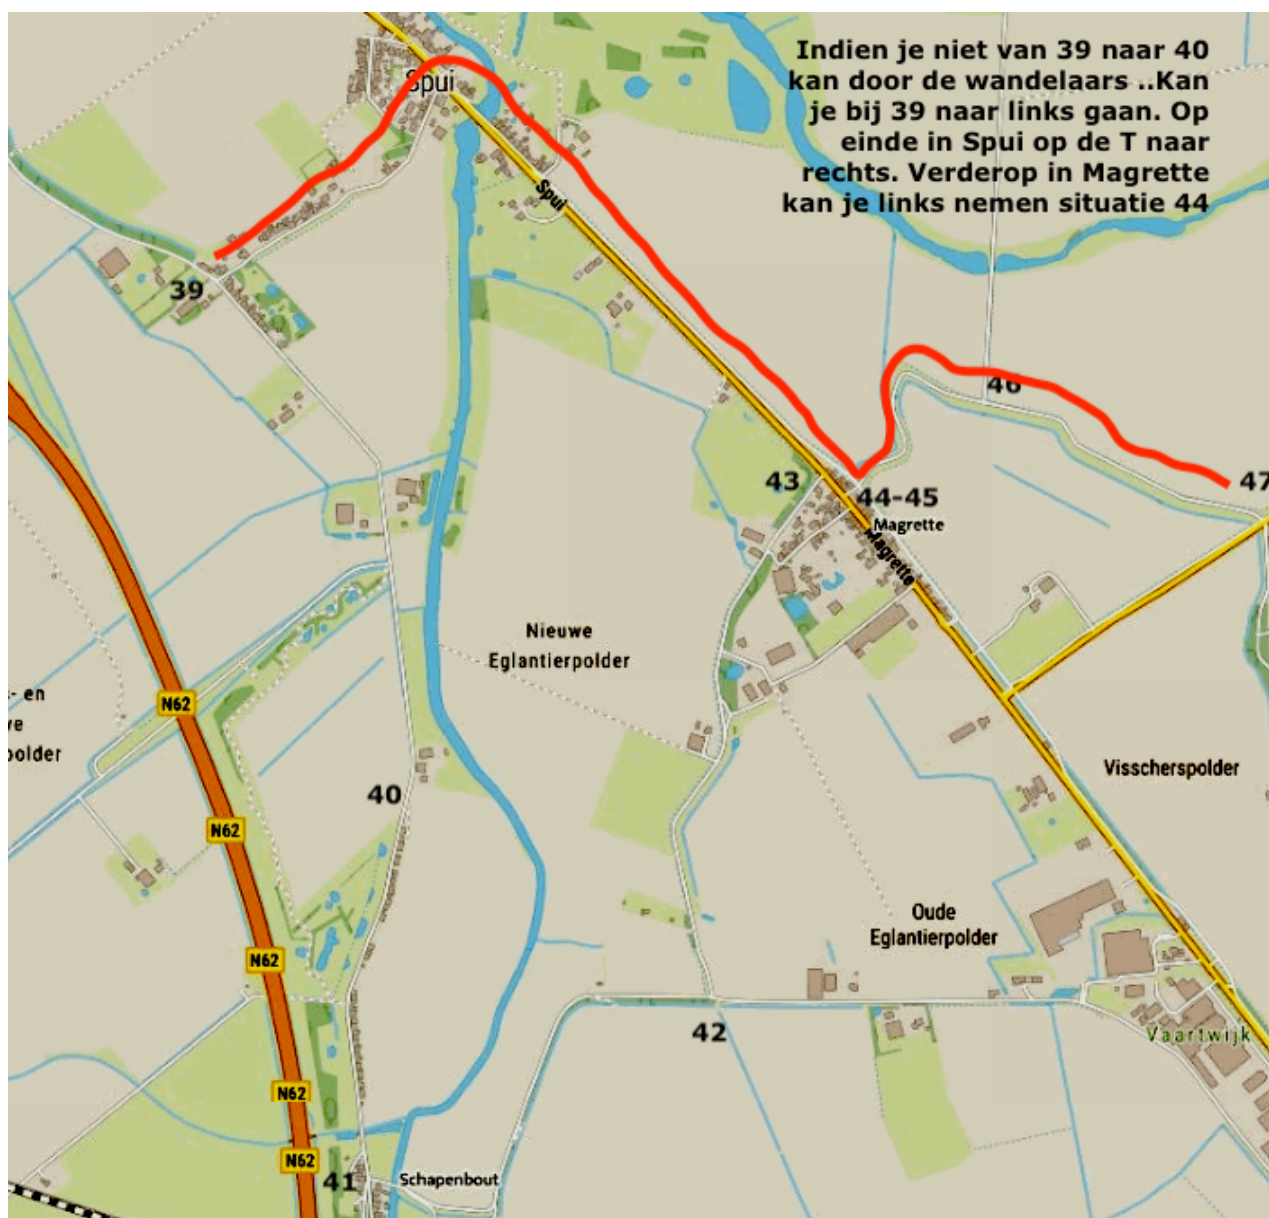 Indien je niet van 39 naar 40
kan door de wandelaars ..Kan
je bij 39 naar links gaan. Op
einde in Spui op de T naar
rechts. Verderop in Magrette
kan je links nemen situatie 44
Spui
Spui
39
46
47
43
44-45
Magrette
Magrette
Nieuwe
Eglantierpolder
- en
polder
N62
Visscherspolder
40
N62
Oude
Eglantierpolder
N62
42
Vaartwijk
N62
N62
41
Schapenbout